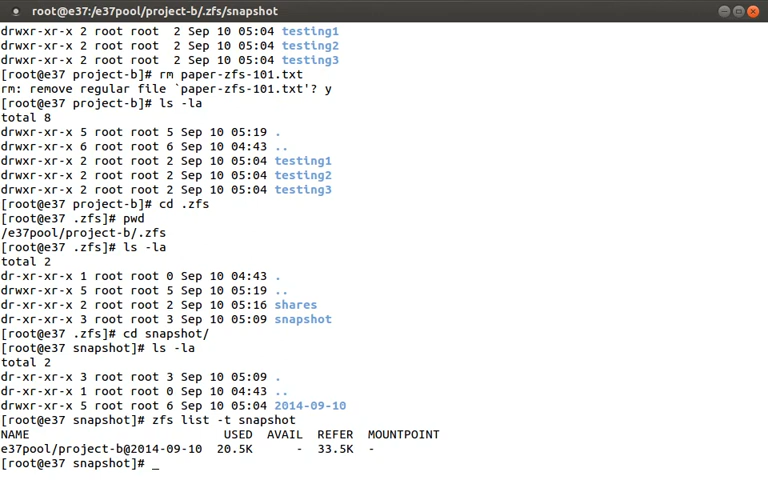 root@e37:/e37pool/project-b/.zfs/snapshot
drwxr-xr-x 2 root root  2 Sep 10 05:04 testing1
drwxr-xr-x 2 root root  2 Sep 10 05:04 testing2
drwxr-xr-x 2 root root  2 Sep 10 05:04 testing3
[root@e37 project-b]# rm paper-zfs-101.txt
rm: remove regular file `paper-zfs-101.txt'? y
[root@e37 project-b]# ls -la
total 8
drwxr-xr-x 5 root root 5 Sep 10 05:19 .
drwxr-xr-x 6 root root 6 Sep 10 04:43 ..
drwxr-xr-x 2 root root 2 Sep 10 05:04 testing1
drwxr-xr-x 2 root root 2 Sep 10 05:04 testing2
drwxr-xr-x 2 root root 2 Sep 10 05:04 testing3
[root@e37 project-b]# cd .zfs
[root@e37 .zfs]# pwd
/e37pool/project-b/.zfs
[root@e37 .zfs]# ls -la
total 2
dr-xr-xr-x 1 root root 0 Sep 10 04:43 .
drwxr-xr-x 5 root root 5 Sep 10 05:19 ..
dr-xr-xr-x 2 root root 2 Sep 10 05:16 shares
dr-xr-xr-x 3 root root 3 Sep 10 05:09 snapshot
[root@e37 .zfs]# cd snapshot/
[root@e37 snapshot]# ls -la
total 2
dr-xr-xr-x 3 root root 3 Sep 10 05:09 .
dr-xr-xr-x 1 root root 0 Sep 10 04:43 ..
drwxr-xr-x 5 root root 6 Sep 10 05:04 2014-09-10
[root@e37 snapshot]# zfs list -t snapshot
NAME                           USED  AVAIL  REFER  MOUNTPOINT
e37pool/project-b@2014-09-10  20.5K      -  33.5K  -
[root@e37 snapshot]# _